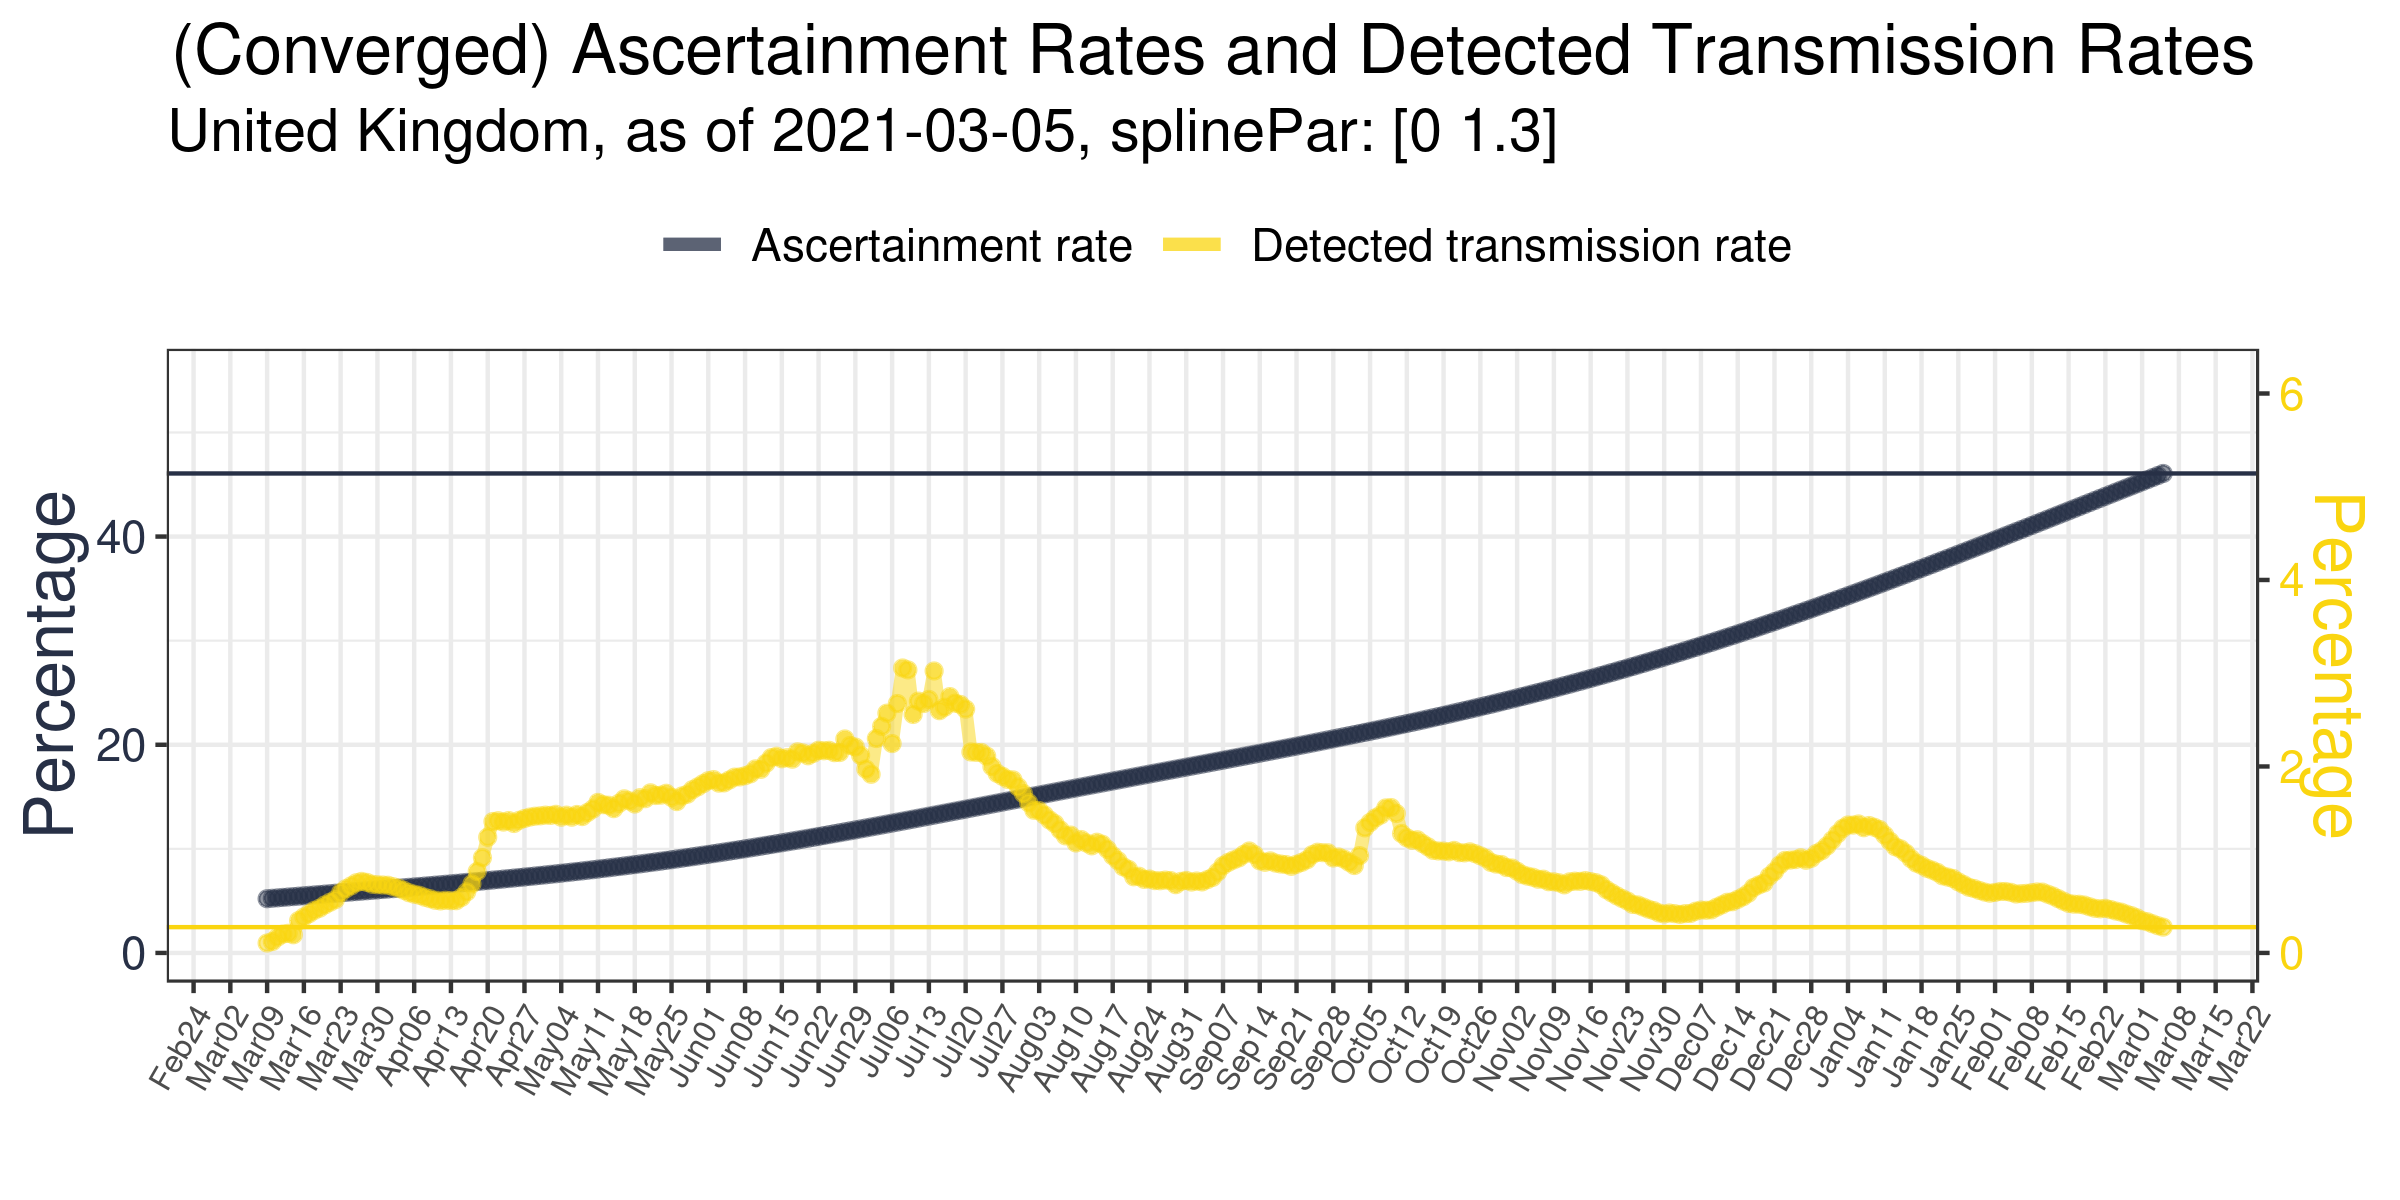 (Converged) Ascertainment Rates and Detected Transmission Rates
United Kingdom, as of 2021-03-05, splinePar: [0 1.3]
Ascertainment rate
Detected transmission rate
Percentage
40
20
0
6
4
2
0
Percentage
Feb24
Mar02
Mar09
Mar16
Mar23
Mar30
Apr06
Apr13
Apr20
Apr27
May04
May11
May18
May25
Jun01
Jun08
Jun15
Jun22
Jun29
Jul06
Jul13
Jul20
Jul27
Aug03
Aug10
Aug17
Aug24
Aug31
Sep07
Sep14
Sep21
Sep28
Oct05
Oct12
Oct19
Oct26
Nov02
Nov09
Nov16
Nov23
Nov30
Dec07
Dec14
Dec21
Dec28
Jan04
Jan11
Jan18
Jan25
Feb01
Feb08
Feb15
Feb22
Mar01
Mar08
Mar15
Mar22